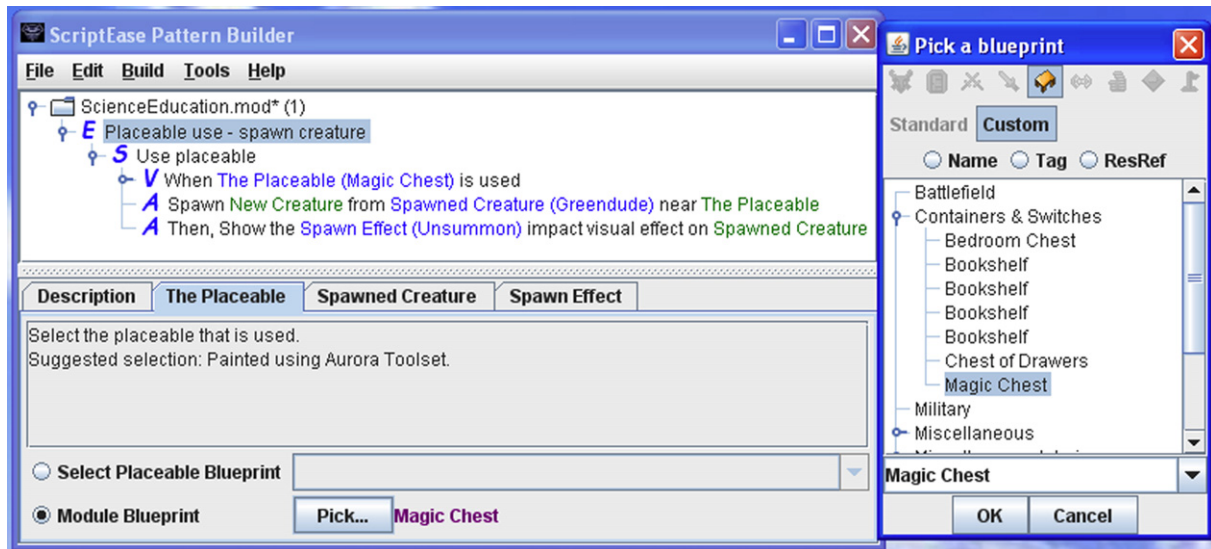 ScriptEase Pattern Builder
File Edit Build Tools Help
ScienceEducation.mod* (1)
E Placeable use - spawn creature
S Use placeable
V When The Placeable (Magic Chest) is used
A Spawn New Creature from Spawned Creature (Greendude) near The Placeable
A Then, Show the Spawn Effect (Unsummon) impact visual effect on Spawned Creature
Description The Placeable Spawned Creature Spawn Effect
Select the placeable that is used.
Suggested selection: Painted using Aurora Toolset.
Select Placeable Blueprint
Module Blueprint Pick... Magic Chest
Pick a blueprint
Standard Custom
Name Tag ResRef
Battlefield
Containers & Switches
Bedroom Chest
Bookshelf
Bookshelf
Bookshelf
Bookshelf
Chest of Drawers
Magic Chest
Military
Miscellaneous
Magic Chest
OK Cancel